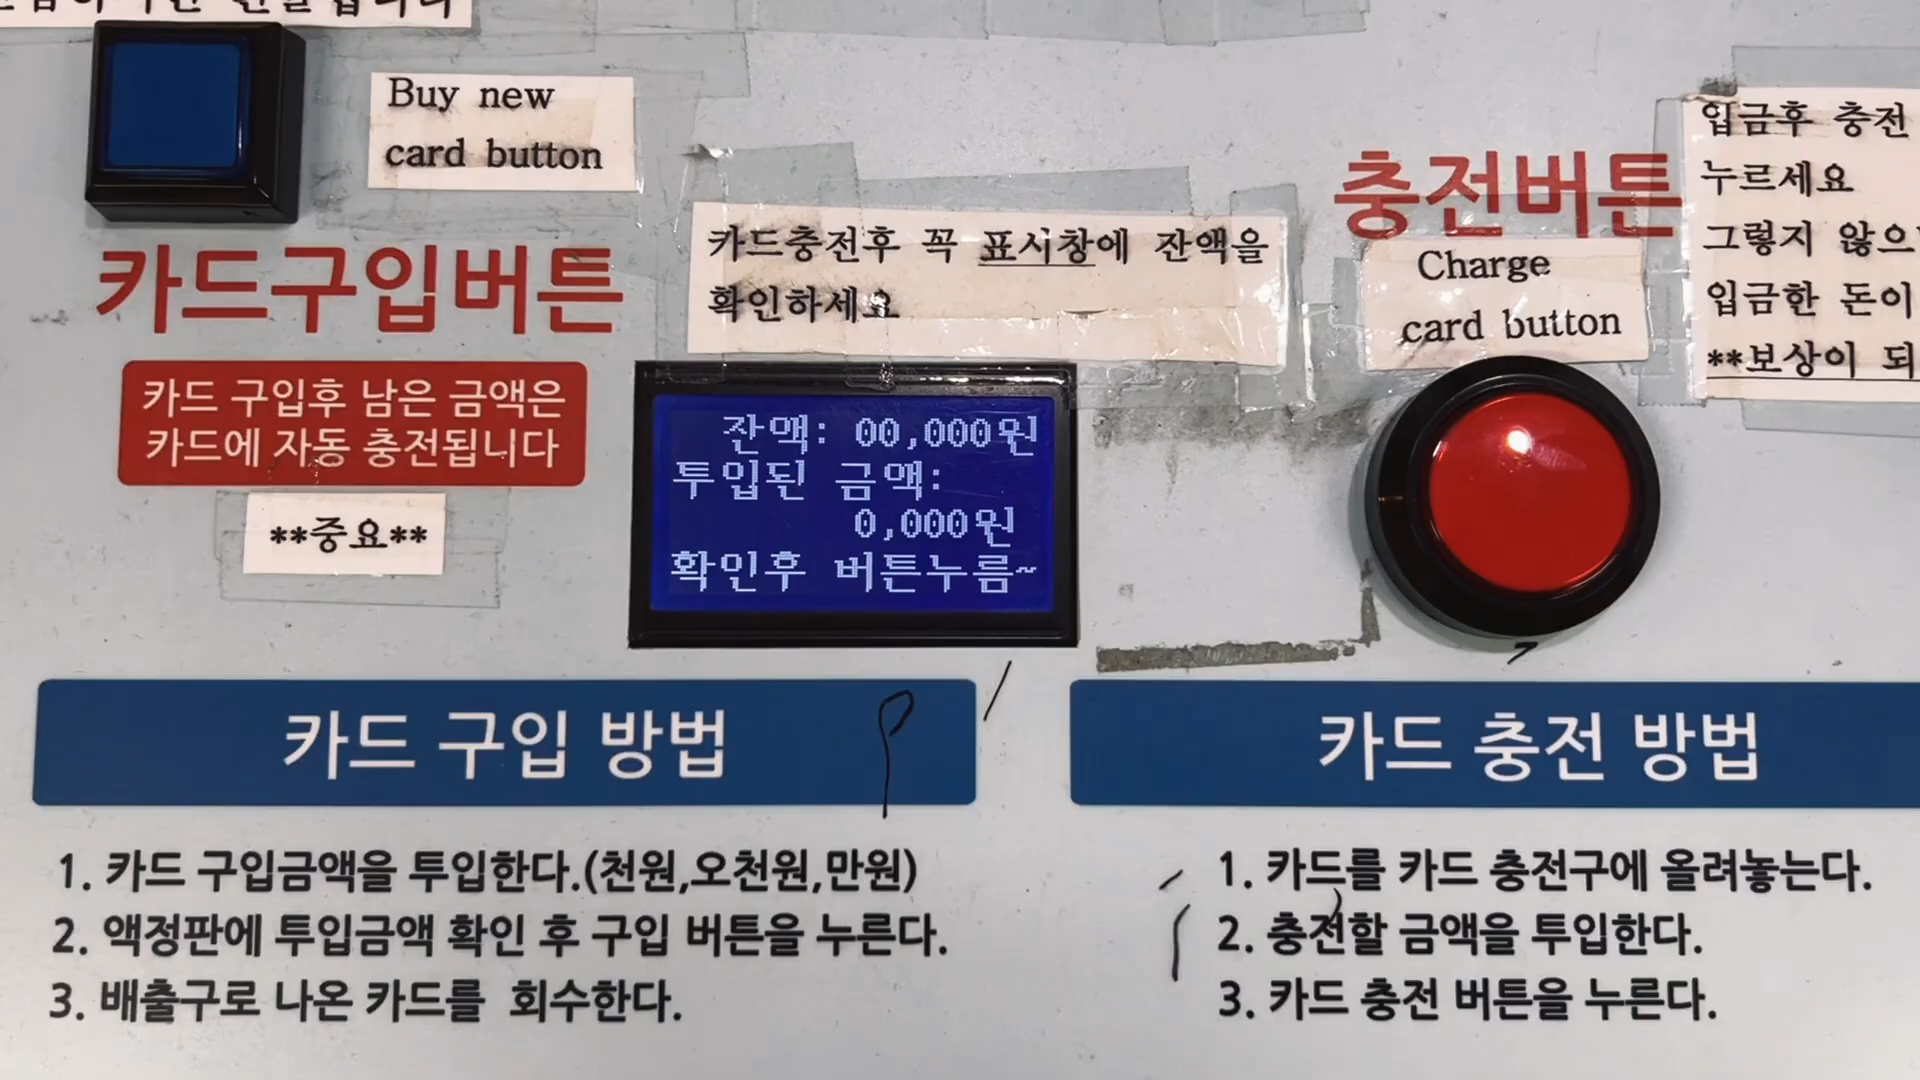 Buy new
card button
카드구입버튼
카드 구입후 남은 금액은
카드에 자동 충전됩니다
**중요**
카드충전후 꼭 표시창에 잔액을
확인하세요
잔액: 00,000원
투입된 금액:
0,000원
확인후 버튼누름~
충전버튼
Charge
card button
입금후 충전
누르세요
그렇지 않으
입금한 돈이
**보상이 되
카드 구입 방법
1. 카드 구입금액을 투입한다.(천원,오천원,만원)
2. 액정판에 투입금액 확인 후 구입 버튼을 누른다.
3. 배출구로 나온 카드를 회수한다.
카드 충전 방법
1. 카드를 카드 충전구에 올려놓는다.
2. 충전할 금액을 투입한다.
3. 카드 충전 버튼을 누른다.